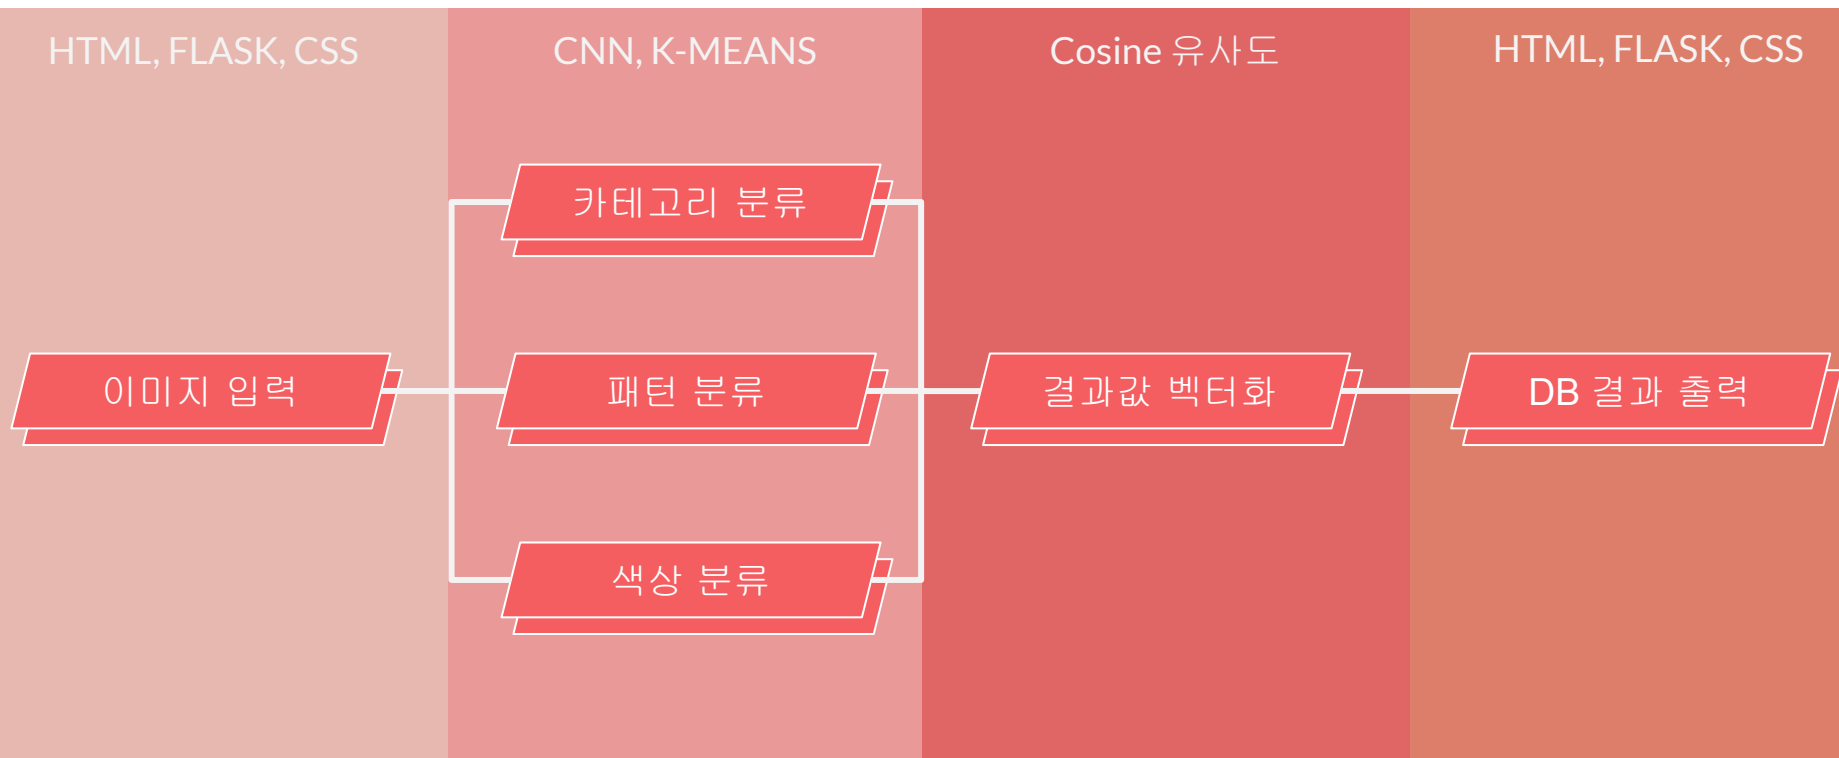 HTML, FLASK, CSS
CNN, K-MEANS
Cosine 유사도
HTML, FLASK, CSS
카테고리 분류
이미지 입력
패턴 분류
결과값 벡터화
DB 결과 출력
색상 분류